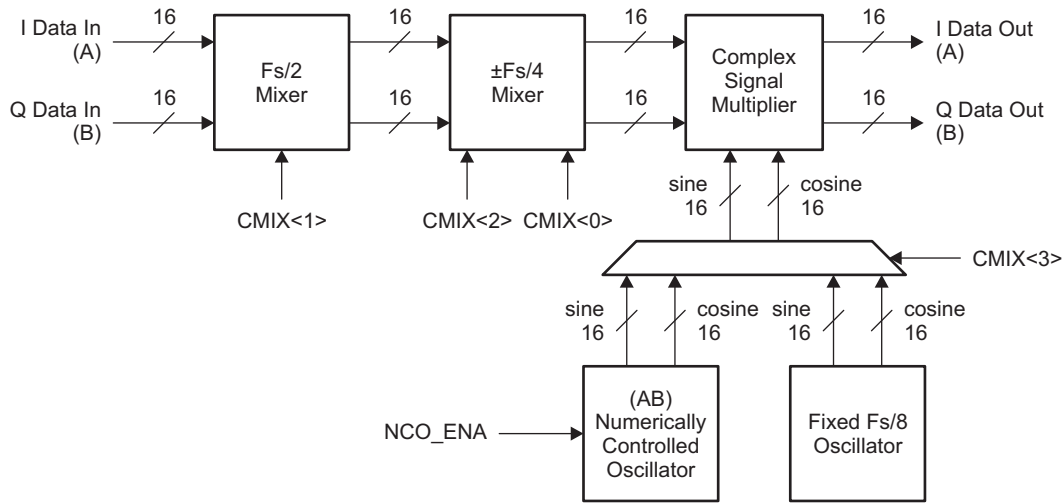 I Data In
(A)
16
16
16
16
I Data Out
(A)
Fs/2
Mixer
±Fs/4
Mixer
Complex
Signal
Multiplier
Q Data In
(B)
16
16
16
16
Q Data Out
(B)
sine
16
cosine
16
CMIX<1>
CMIX<2>
CMIX<0>
CMIX<3>
sine
16
cosine
16
sine
16
cosine
16
NCO_ENA
(AB)
Numerically
Controlled
Oscillator
Fixed Fs/8
Oscillator